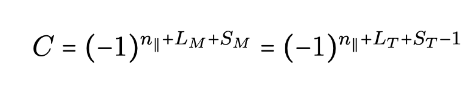 C = (-1)^{n_∥+L_M+S_M} = (-1)^{n_∥+L_T+S_T-1}